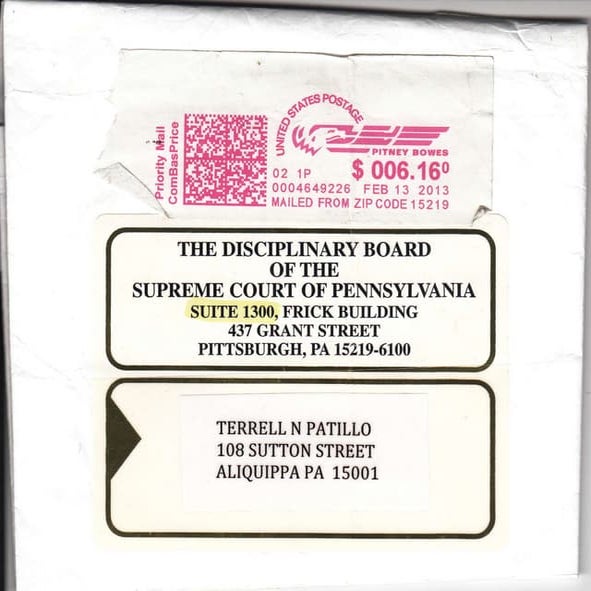 Priority Mail
ComBasPrice
UNITED STATES POSTAGE
PITNEY BOWES
02 1P
$ 006.16⁰
0004649226 FEB 13 2013
MAILED FROM ZIP CODE 15219
THE DISCIPLINARY BOARD
OF THE
SUPREME COURT OF PENNSYLVANIA
SUITE 1300, FRICK BUILDING
437 GRANT STREET
PITTSBURGH, PA 15219-6100
TERRELL N PATILLO
108 SUTTON STREET
ALIQUIPPA PA 15001